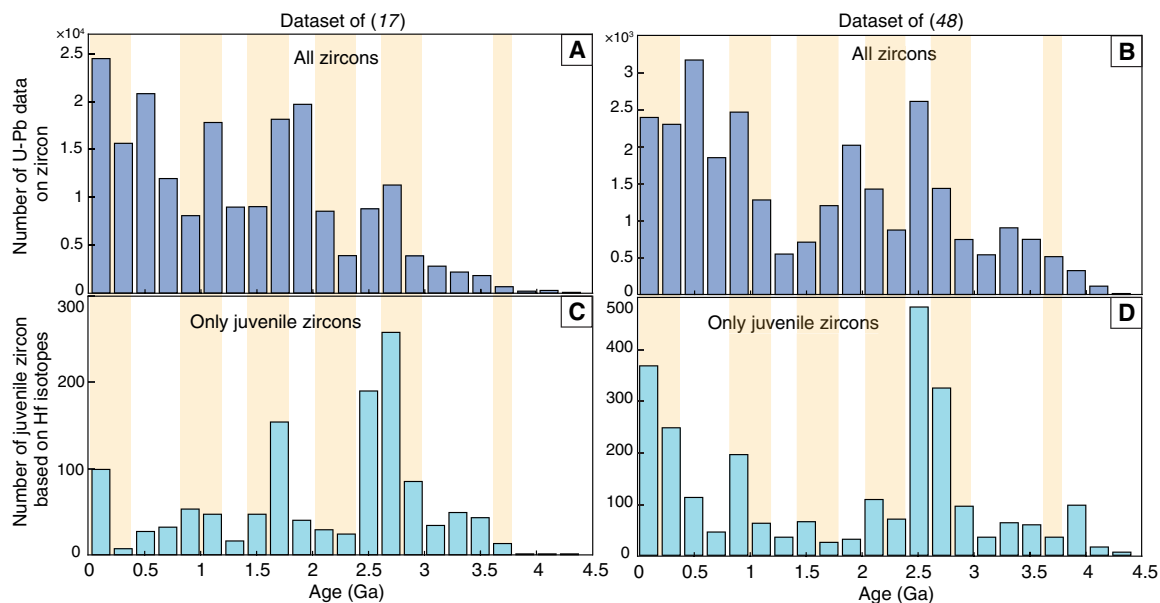 Dataset of (17)
Dataset of (48)
×10⁴
A
All zircons
2.5
2
1.5
1
0.5
0
Number of U-Pb data
on zircon
×10³
B
All zircons
3
2.5
2
1.5
1
0.5
0
C
Only juvenile zircons
300
200
100
0
Number of juvenile zircon
based on Hf isotopes
0 0.5 1 1.5 2 2.5 3 3.5 4 4.5
Age (Ga)
D
Only juvenile zircons
500
400
300
200
100
0
0 0.5 1 1.5 2 2.5 3 3.5 4 4.5
Age (Ga)